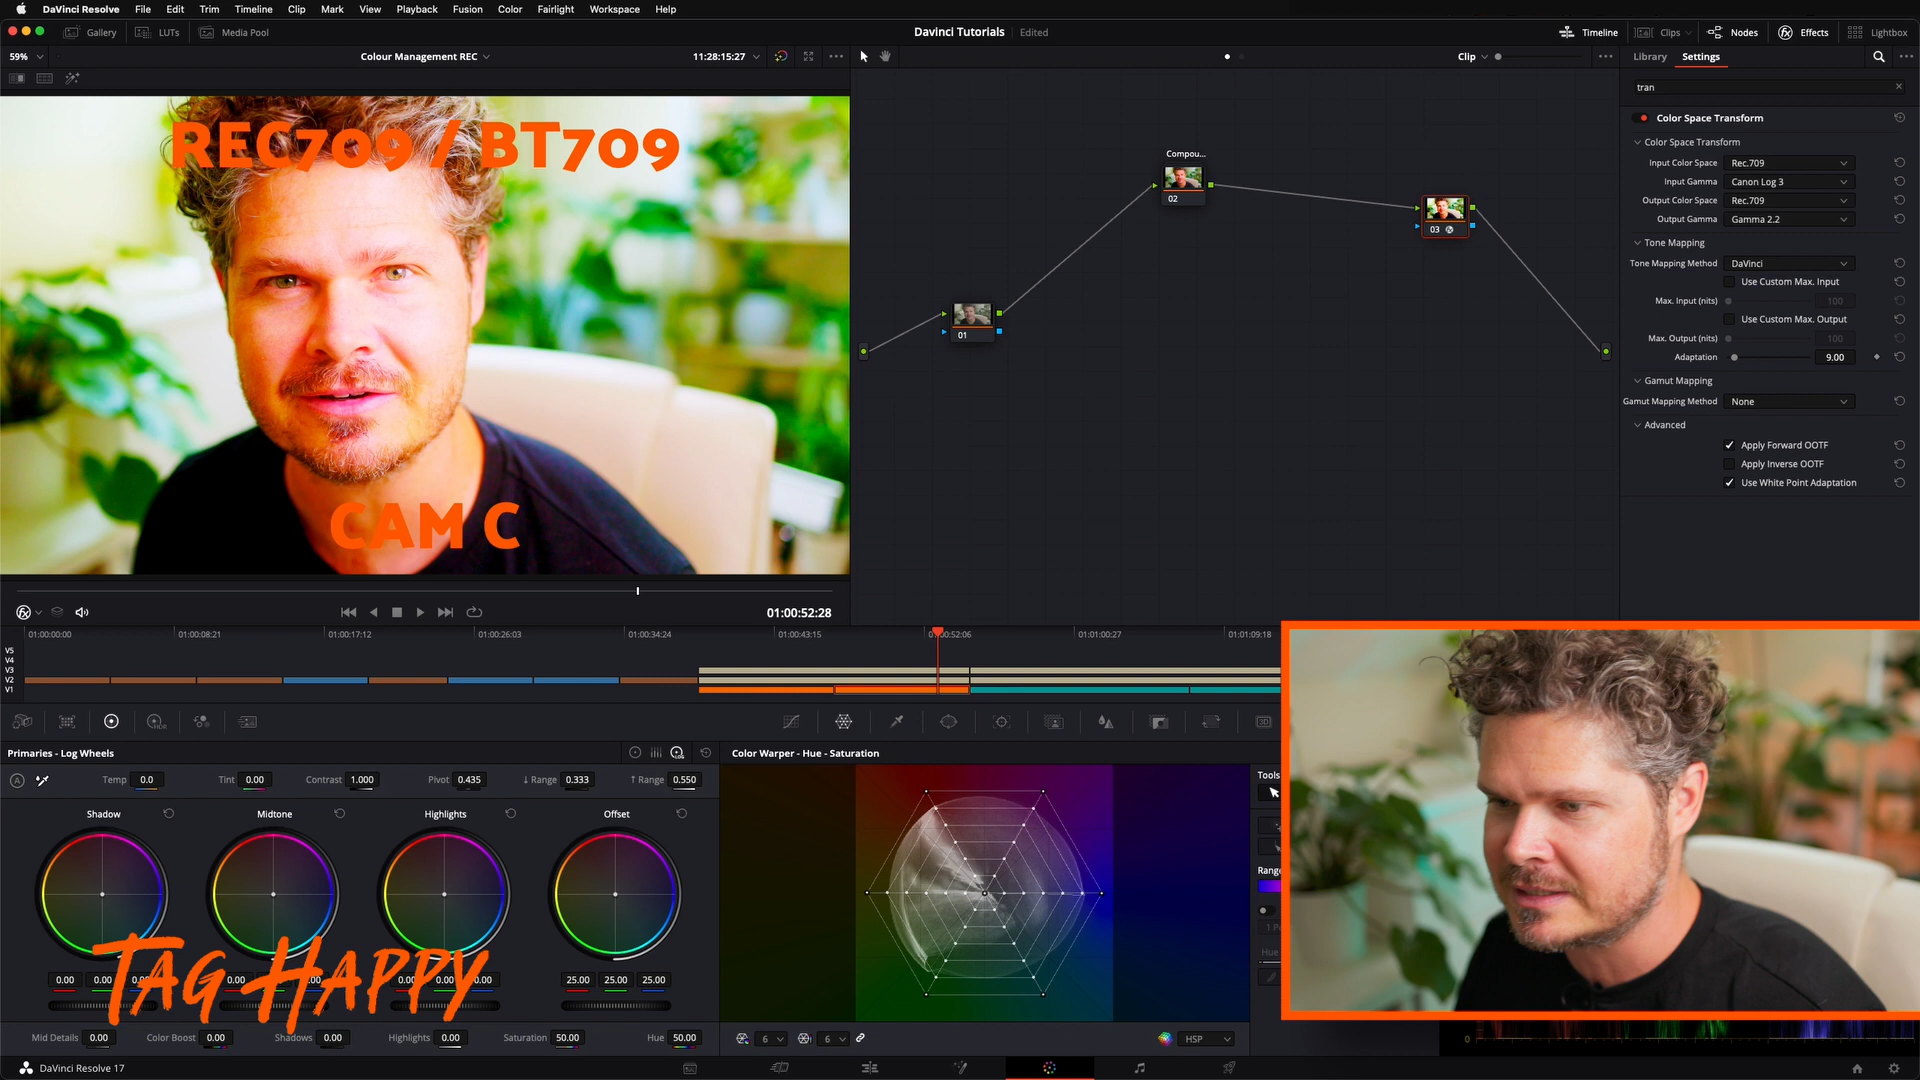 DaVinci Resolve File Edit Trim Timeline Clip Mark View Playback Fusion Color Fairlight Workspace Help
Gallery LUTs Media Pool Davinci Tutorials Edited Timeline Clips Nodes Effects Lightbox
59% Colour Management REC 11:28:15:27 Clip Library Settings
tran
Color Space Transform
Color Space Transform
Input Color Space Rec.709
Input Gamma Canon Log 3
Output Color Space Rec.709
Output Gamma Gamma 2.2
Tone Mapping
Tone Mapping Method DaVinci
Use Custom Max. Input
Max. Input (nits) 100
Use Custom Max. Output
Max. Output (nits) 100
Adaptation 9.00
Gamut Mapping
Gamut Mapping Method None
Advanced
Apply Forward OOTF
Apply Inverse OOTF
Use White Point Adaptation
REC709 / BT709
CAM C
Compou...
02
03
01
01:00:52:28
01:00:00:00 01:00:08:21 01:00:17:12 01:00:26:03 01:00:34:24 01:00:43:15 01:00:52:06 01:01:00:27 01:01:09:18
V5
V4
V3
V2
V1
Primaries - Log Wheels Color Warper - Hue - Saturation
Temp 0.0 Tint 0.00 Contrast 1.000 Pivot 0.435 ↓ Range 0.333 ↑ Range 0.550 Tools
Shadow Midtone Highlights Offset
Range
Hue
TAG HAPPY
0.00 0.00 0.00 0.00 0.00 0.00 25.00 25.00 25.00
Mid Details 0.00 Color Boost 0.00 Shadows 0.00 Highlights 0.00 Saturation 50.00 Hue 50.00 6 6 HSP 0
DaVinci Resolve 17